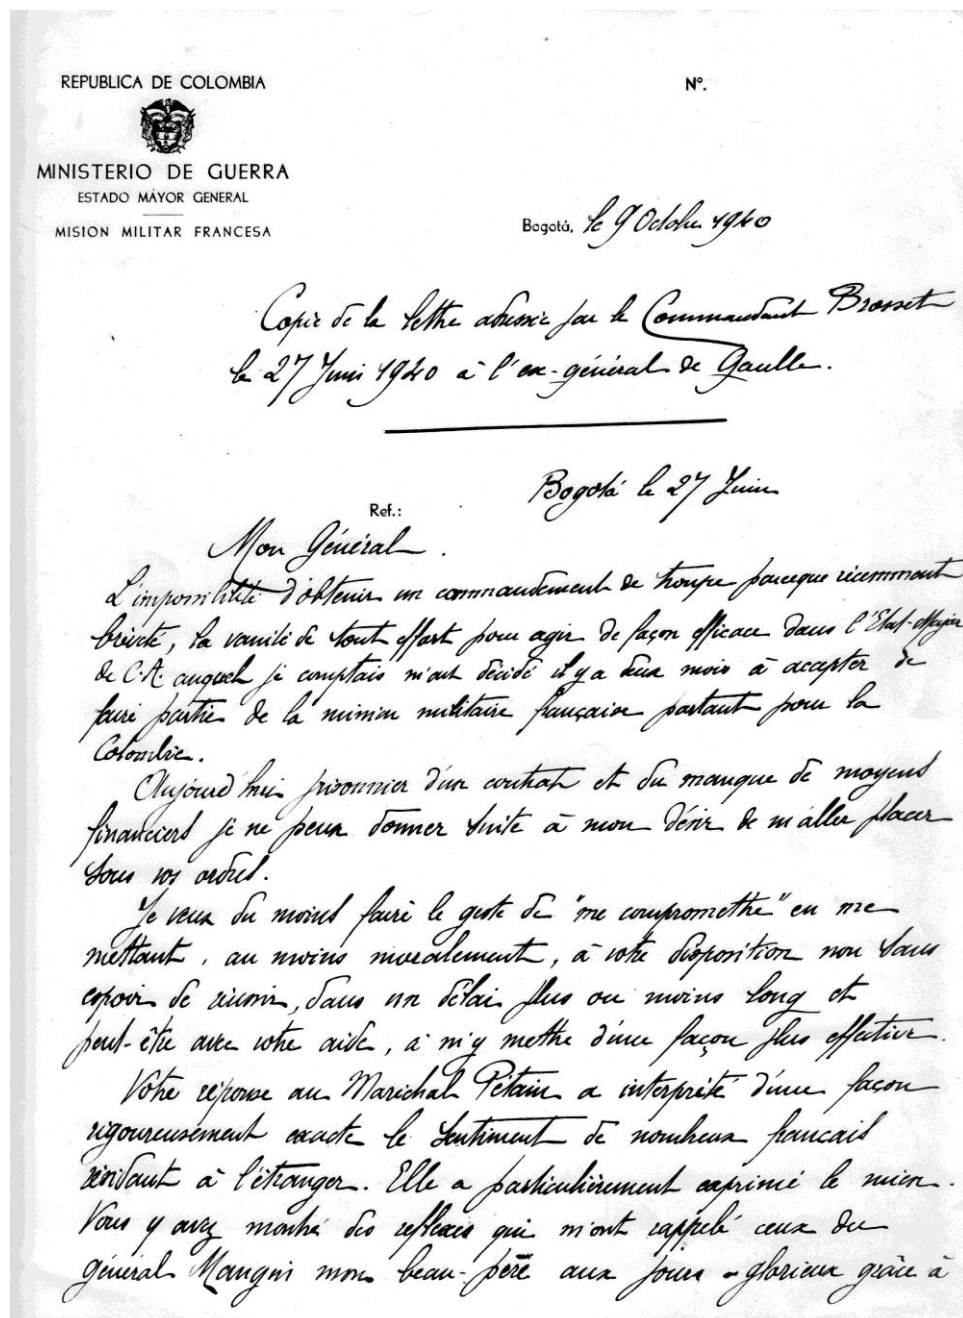 REPUBLICA DE COLOMBIA
Nº.
MINISTERIO DE GUERRA
ESTADO MAYOR GENERAL
MISION MILITAR FRANCESA
Bogotá, le 9 Octobre 1940
Copie de la lettre adressée par le Commandant Brosset
le 27 Juin 1940 à l'ex-général de Gaulle.
Bogotá le 27 Juin
Ref.:
Mon Général.
L'impossibilité d'obtenir un commandement de troupe parceque récemment
breveté, la vanité de tout effort pour agir de façon efficace dans l'Etat-Major
de C.A. auquel je comptais m'ont décidé il y a deux mois à accepter de
faire partie de la mission militaire française partant pour la
Colombie.
Aujourd'hui prisonnier d'un contrat et du manque de moyens
financiers je ne peux donner suite à mon désir de m'aller placer
sous vos ordres.
Je veux du moins faire le geste de "me compromettre" en me
mettant, au moins moralement, à votre disposition non sans
espoir de réussir, dans un délai plus ou moins long et
peut-être avec votre aide, à m'y mettre d'une façon plus effective.
Votre réponse au Maréchal Pétain a interprété d'une façon
rigoureusement exacte le sentiment de nombreux français
résidant à l'étranger. Elle a particulièrement exprimé le mien.
Vous y avez montré des reflexes qui m'ont rappelé ceux du
général Mangin mon beau-père aux jours glorieux grâce à